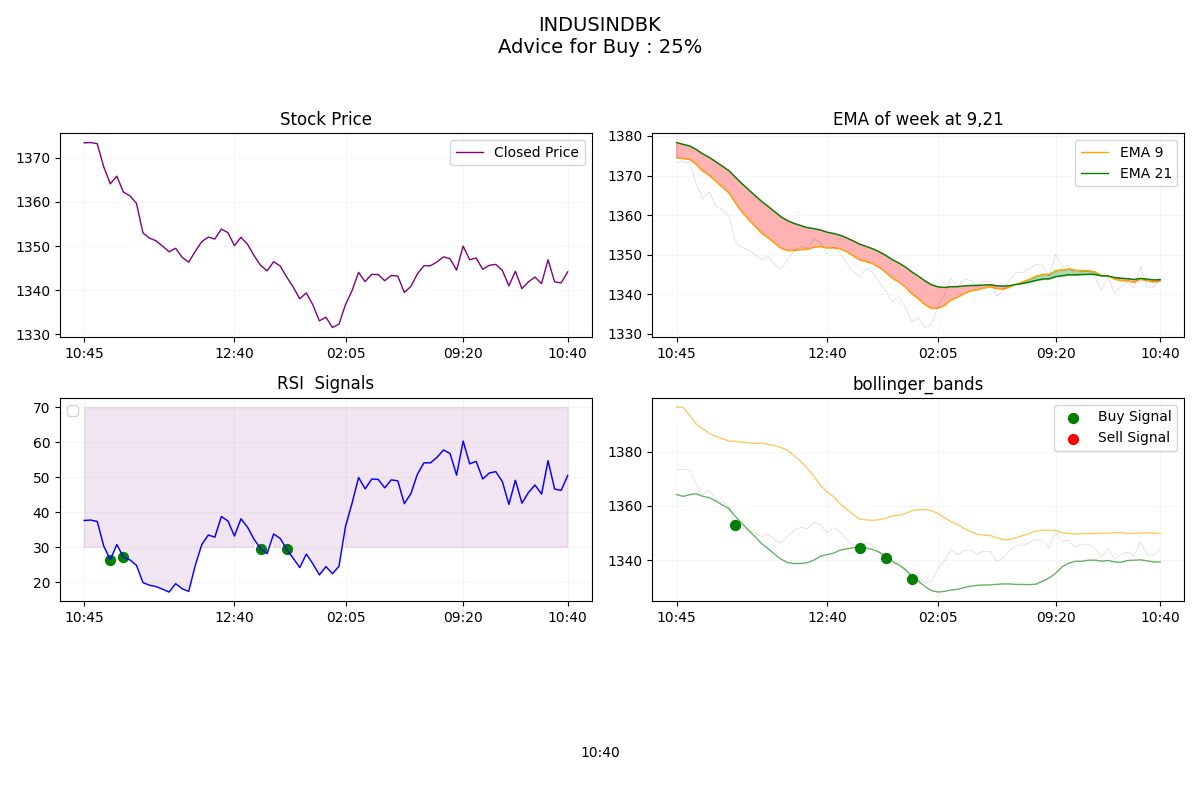 INDUSINDBK
Advice for Buy : 25%
Stock Price
1370
1360
1350
1340
1330
Closed Price
10:45 12:40 02:05 09:20 10:40
EMA of week at 9,21
1380
1370
1360
1350
1340
1330
EMA 9
EMA 21
10:45 12:40 02:05 09:20 10:40
RSI  Signals
70
60
50
40
30
20
10:45 12:40 02:05 09:20 10:40
bollinger_bands
1380
1360
1340
Buy Signal
Sell Signal
10:45 12:40 02:05 09:20 10:40
10:40